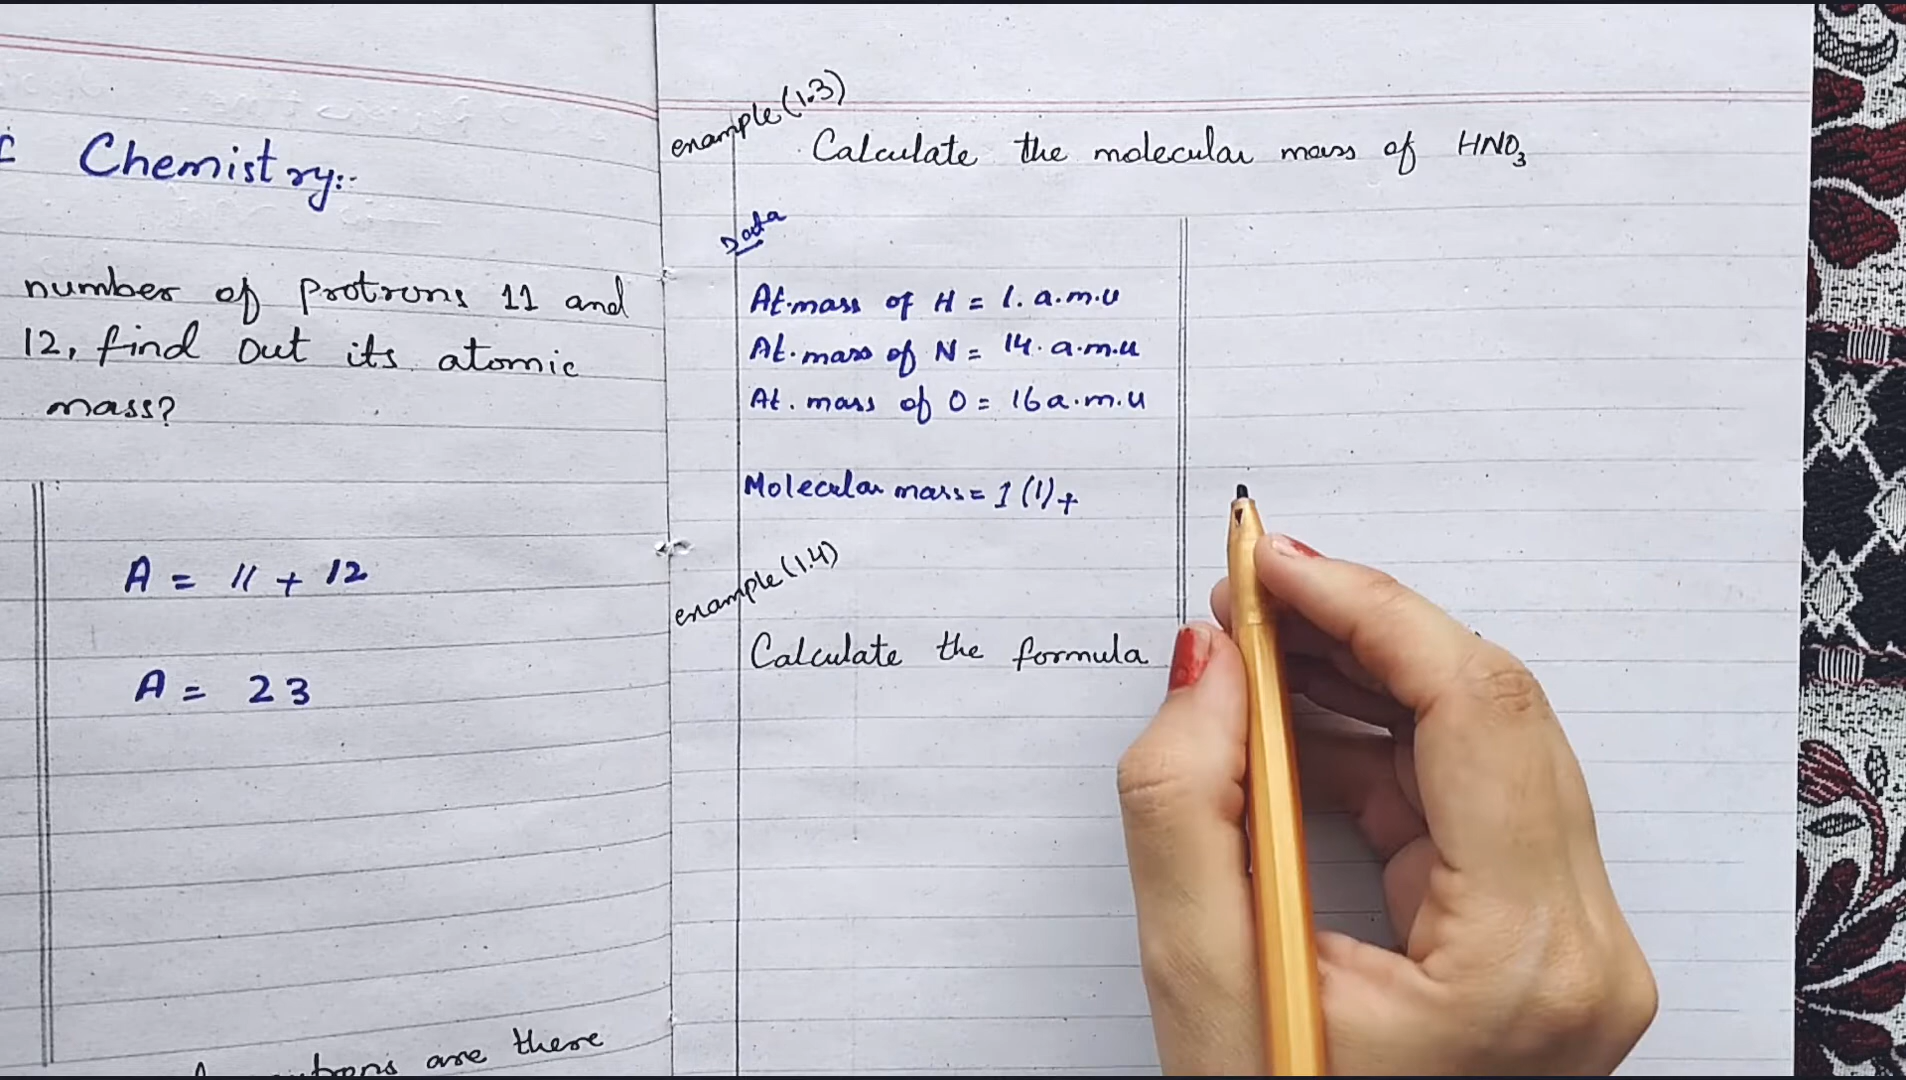 Chemistry:-
number of protrons 11 and
12, find out its atomic
mass?
A = 11 + 12
A = 23
are there
example (1.3)
Calculate the molecular mass of HNO3
Data
At. mass of H = 1. a.m.u
At. mass of N = 14. a.m.u
At. mass of O = 16 a.m.u
Molecular mass = 1 (1) +
example (1.4)
Calculate the formula